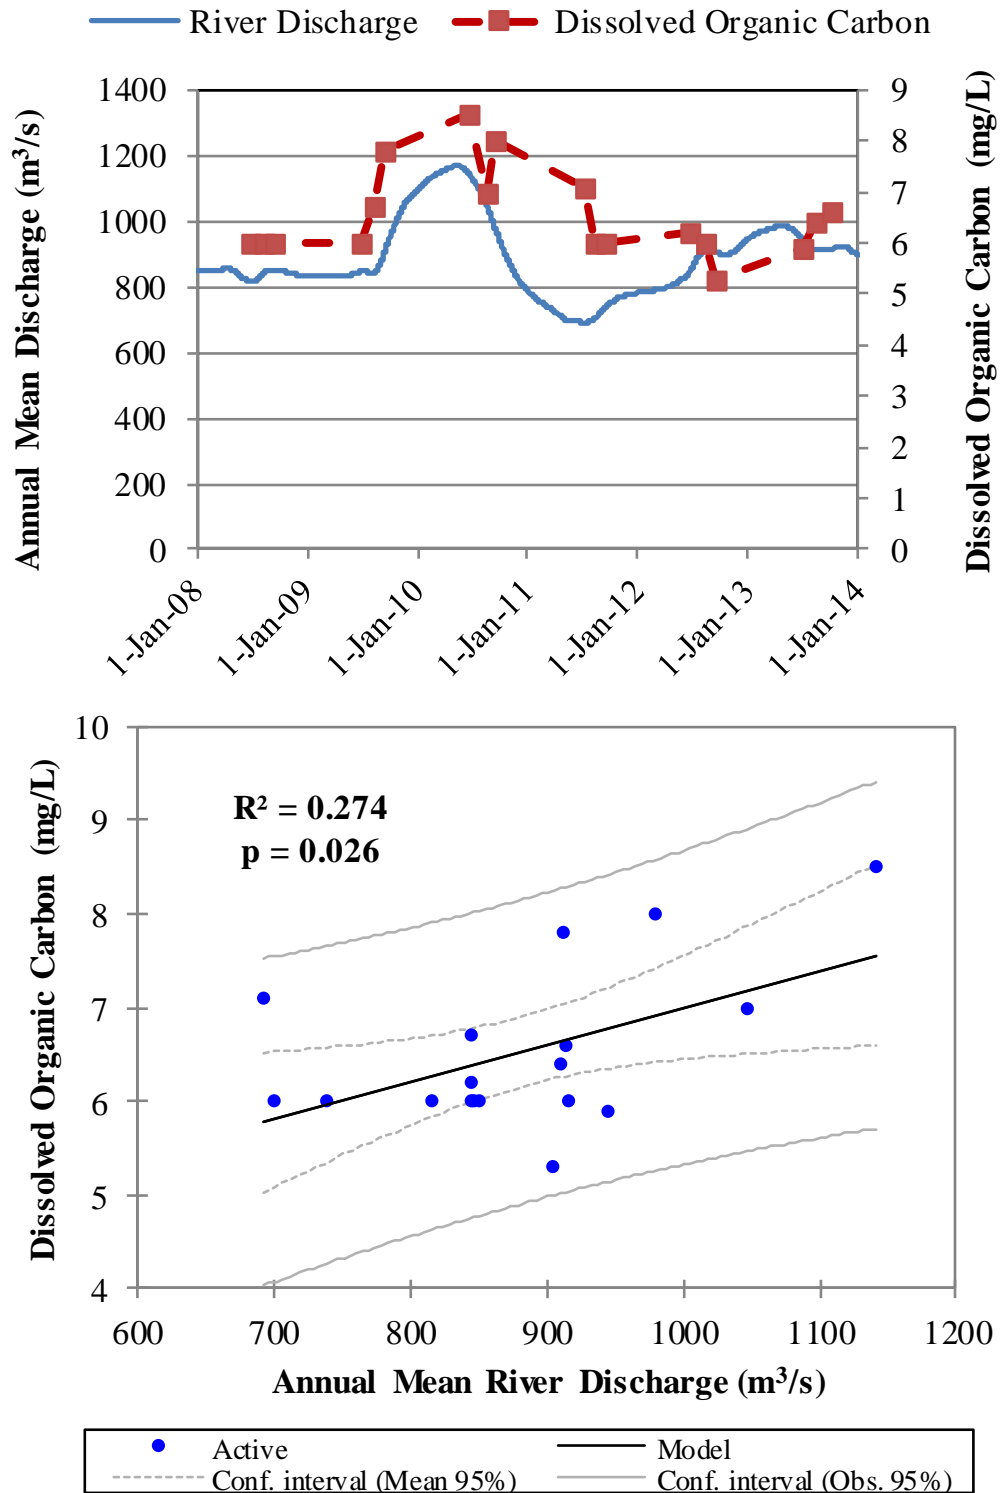 River Discharge
Dissolved Organic Carbon
Annual Mean Discharge (m³/s)
1400
1200
1000
800
600
400
200
0
9
8
7
6
5
4
3
2
1
0
Dissolved Organic Carbon (mg/L)
1-Jan-08
1-Jan-09
1-Jan-10
1-Jan-11
1-Jan-12
1-Jan-13
1-Jan-14
Dissolved Organic Carbon (mg/L)
10
9
8
7
6
5
4
R² = 0.274
p = 0.026
600
700
800
900
1000
1100
1200
Annual Mean River Discharge (m³/s)
Active
Model
Conf. interval (Mean 95%)
Conf. interval (Obs. 95%)